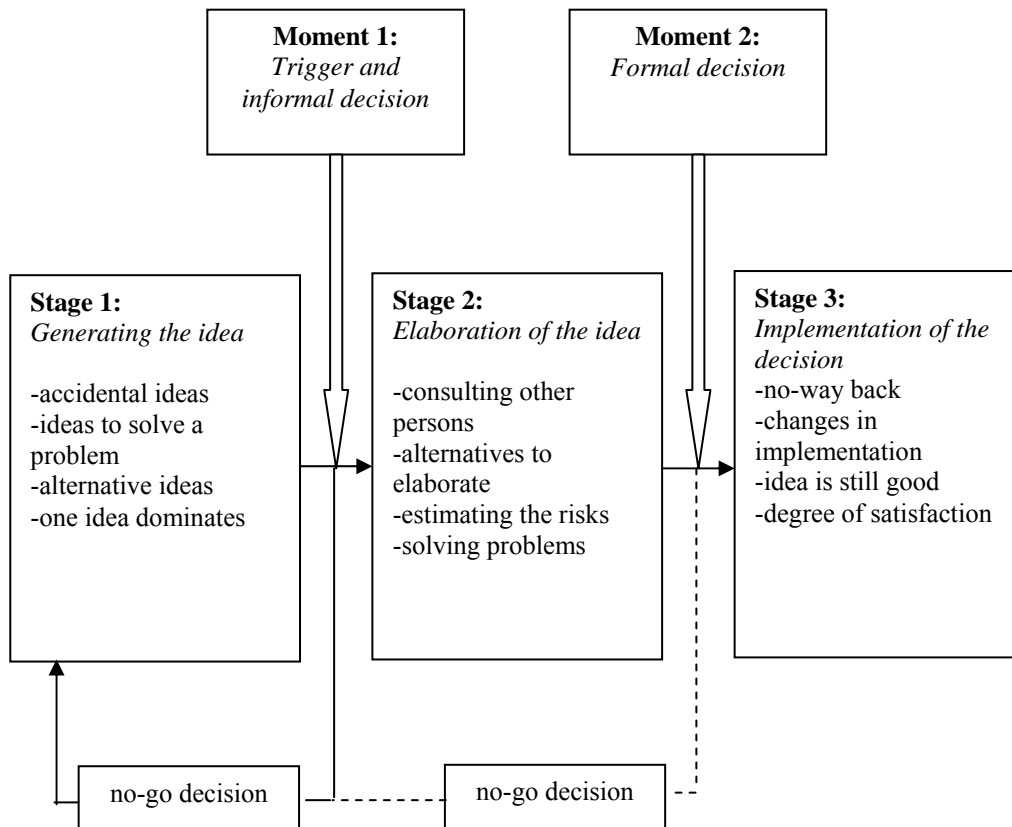 Moment 1:
Trigger and
informal decision
Moment 2:
Formal decision
Stage 1:
Generating the idea
-accidental ideas
-ideas to solve a
problem
-alternative ideas
-one idea dominates
Stage 2:
Elaboration of the idea
-consulting other
persons
-alternatives to
elaborate
-estimating the risks
-solving problems
Stage 3:
Implementation of the
decision
-no-way back
-changes in
implementation
-idea is still good
-degree of satisfaction
no-go decision
no-go decision